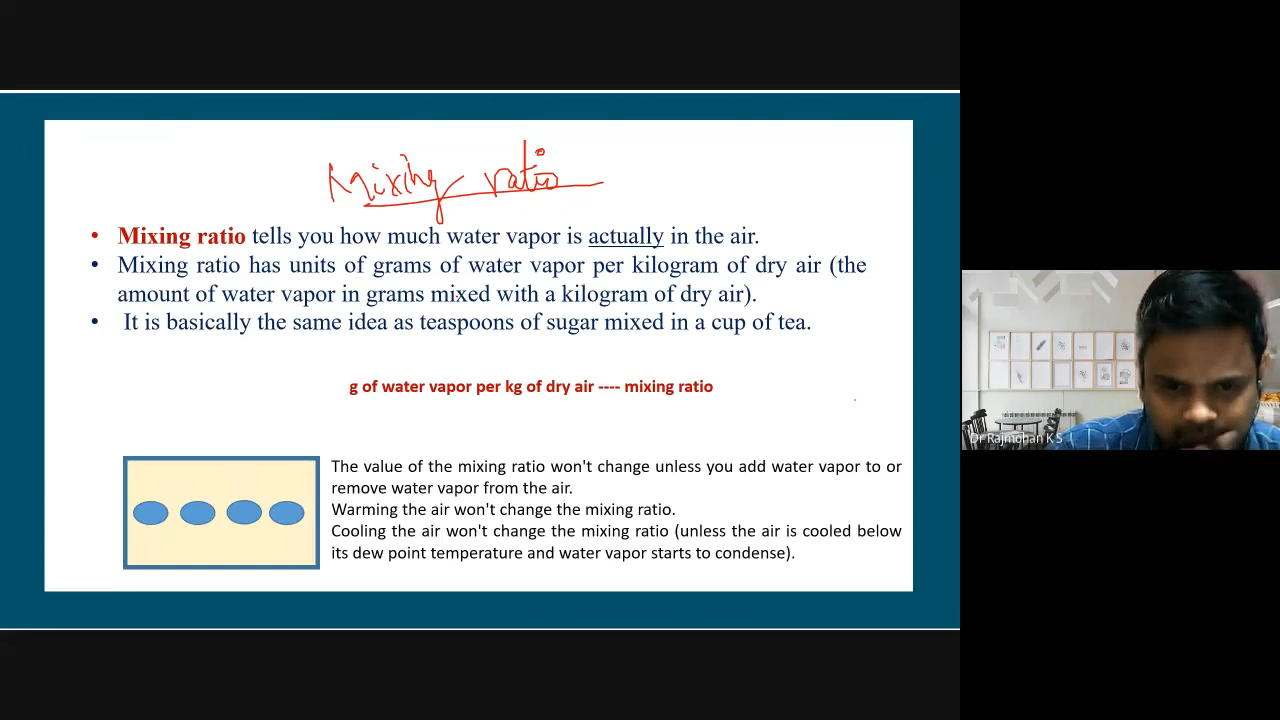 Mixing ratio
• Mixing ratio tells you how much water vapor is actually in the air.
• Mixing ratio has units of grams of water vapor per kilogram of dry air (the
amount of water vapor in grams mixed with a kilogram of dry air).
• It is basically the same idea as teaspoons of sugar mixed in a cup of tea.
g of water vapor per kg of dry air ---- mixing ratio
The value of the mixing ratio won't change unless you add water vapor to or
remove water vapor from the air.
Warming the air won't change the mixing ratio.
Cooling the air won't change the mixing ratio (unless the air is cooled below
its dew point temperature and water vapor starts to condense).
Dr Rajmohan K S